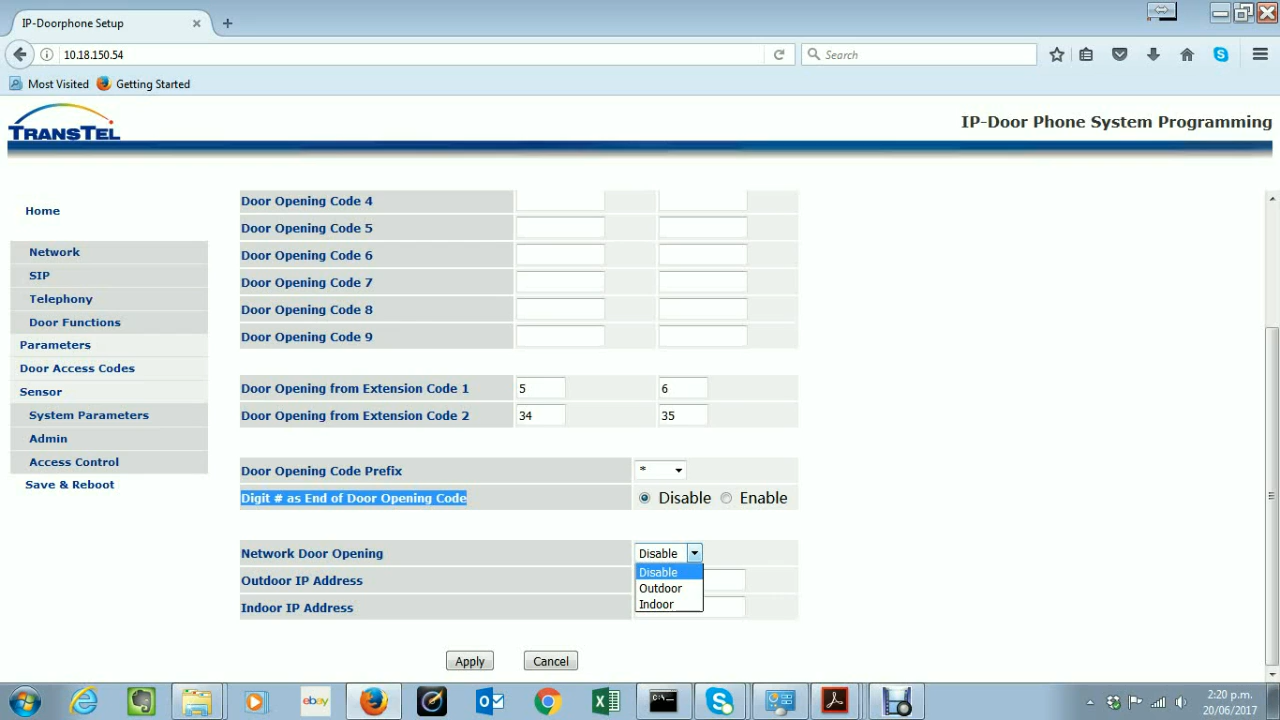 IP-Doorphone Setup
10.18.150.54
Search
Most Visited
Getting Started
TRANSTEL
IP-Door Phone System Programming
Home
Network
SIP
Telephony
Door Functions
Parameters
Door Access Codes
Sensor
System Parameters
Admin
Access Control
Save & Reboot
Door Opening Code 4
Door Opening Code 5
Door Opening Code 6
Door Opening Code 7
Door Opening Code 8
Door Opening Code 9
Door Opening from Extension Code 1 5 6
Door Opening from Extension Code 2 34 35
Door Opening Code Prefix *
Digit # as End of Door Opening Code Disable Enable
Network Door Opening Disable
Disable
Outdoor IP Address
Outdoor
Indoor
Indoor IP Address
Apply Cancel
ebay
C:\.
2:20 p.m.
20/06/2017